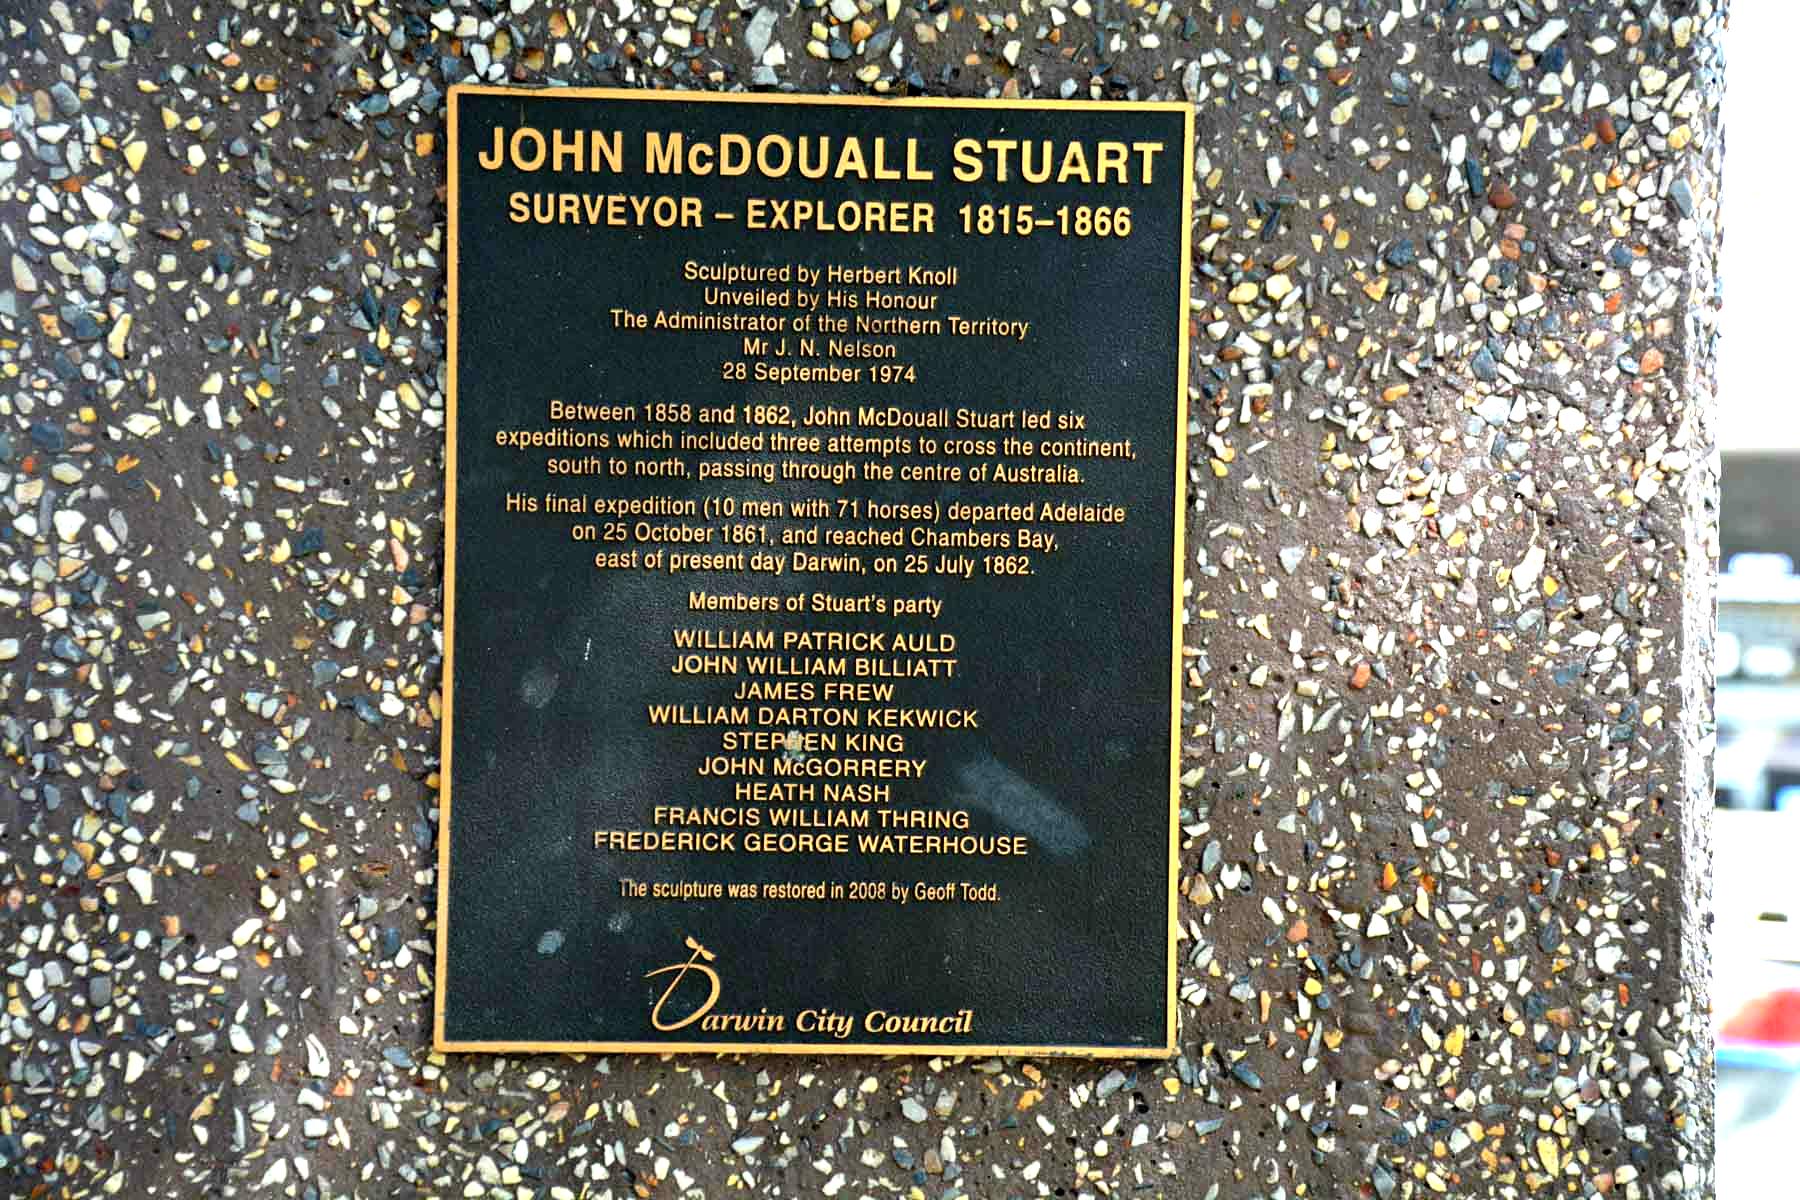 JOHN McDOUALL STUART
SURVEYOR – EXPLORER 1815–1866
Sculptured by Herbert Knoll
Unveiled by His Honour
The Administrator of the Northern Territory
Mr J. N. Nelson
28 September 1974
Between 1858 and 1862, John McDouall Stuart led six
expeditions which included three attempts to cross the continent,
south to north, passing through the centre of Australia.
His final expedition (10 men with 71 horses) departed Adelaide
on 25 October 1861, and reached Chambers Bay,
east of present day Darwin, on 25 July 1862.
Members of Stuart's party
WILLIAM PATRICK AULD
JOHN WILLIAM BILLIATT
JAMES FREW
WILLIAM DARTON KEKWICK
STEPHEN KING
JOHN McGORRERY
HEATH NASH
FRANCIS WILLIAM THRING
FREDERICK GEORGE WATERHOUSE
The sculpture was restored in 2008 by Geoff Todd.
Darwin City Council